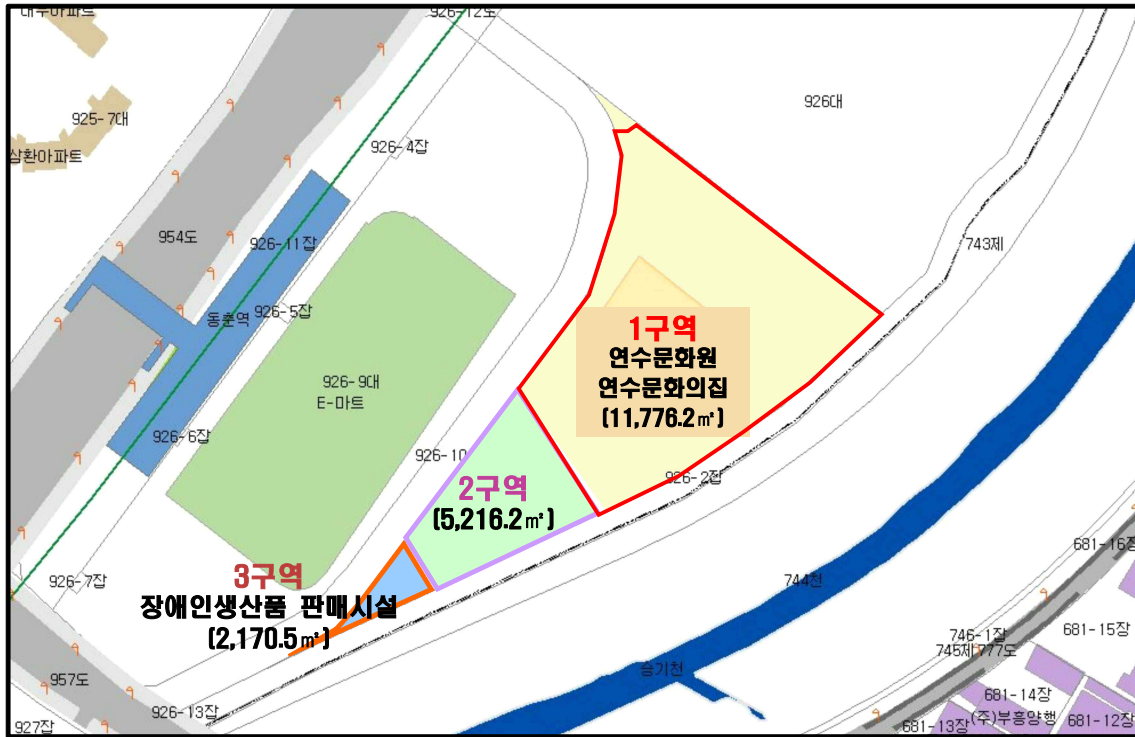 대우아파트
926-12도
925-7대
삼환아파트
926-4잡
926대
954도
926-11잡
743제
동춘역
926-5잡
1구역
연수문화원
연수문화의집
(11,776.2㎡)
926-9대
E-마트
926-6잡
926-10
926-2잡
2구역
(5,216.2㎡)
3구역
장애인생산품 판매시설
(2,170.5㎡)
926-7잡
744천
681-16장
746-1잡
681-15장
745제
777도
승기천
957도
681-14장
926-13잡
(주)부흥양행
927잡
681-13장
681-12장